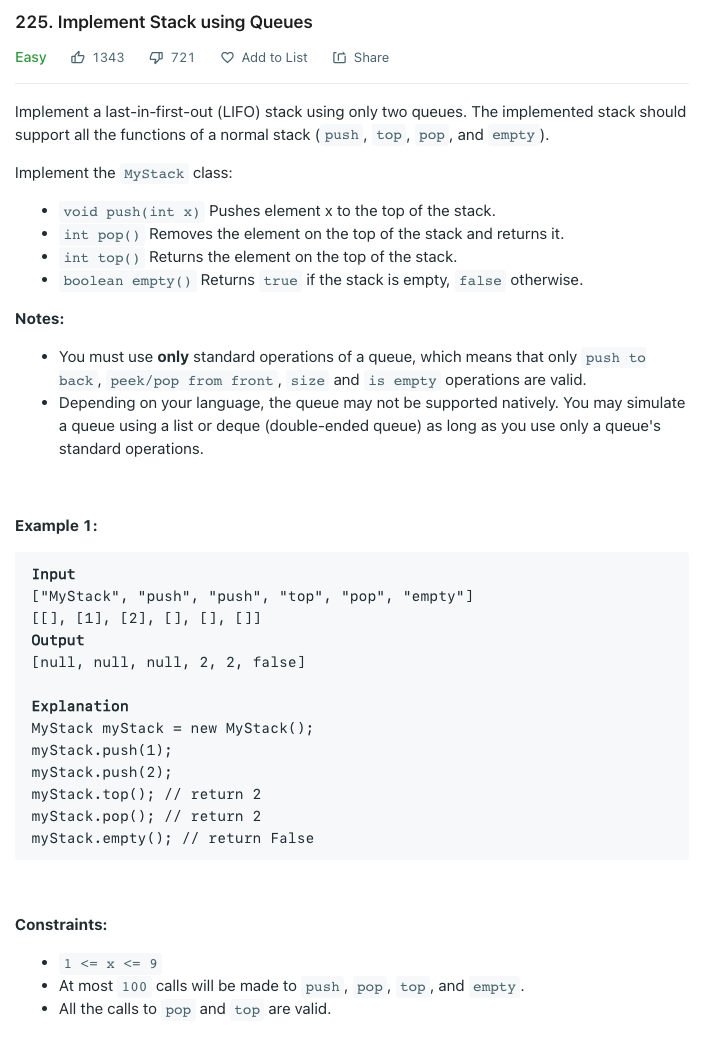 225. Implement Stack using Queues
Easy 1343 721 Add to List Share
Implement a last-in-first-out (LIFO) stack using only two queues. The implemented stack should
support all the functions of a normal stack ( push , top , pop , and empty ).
Implement the MyStack class:
• void push(int x) Pushes element x to the top of the stack.
• int pop() Removes the element on the top of the stack and returns it.
• int top() Returns the element on the top of the stack.
• boolean empty() Returns true if the stack is empty, false otherwise.
Notes:
• You must use only standard operations of a queue, which means that only push to
back , peek/pop from front , size and is empty operations are valid.
• Depending on your language, the queue may not be supported natively. You may simulate
a queue using a list or deque (double-ended queue) as long as you use only a queue's
standard operations.
Example 1:
Input
["MyStack", "push", "push", "top", "pop", "empty"]
[[], [1], [2], [], [], []]
Output
[null, null, null, 2, 2, false]
Explanation
MyStack myStack = new MyStack();
myStack.push(1);
myStack.push(2);
myStack.top(); // return 2
myStack.pop(); // return 2
myStack.empty(); // return False
Constraints:
• 1 <= x <= 9
• At most 100 calls will be made to push , pop , top , and empty .
• All the calls to pop and top are valid.